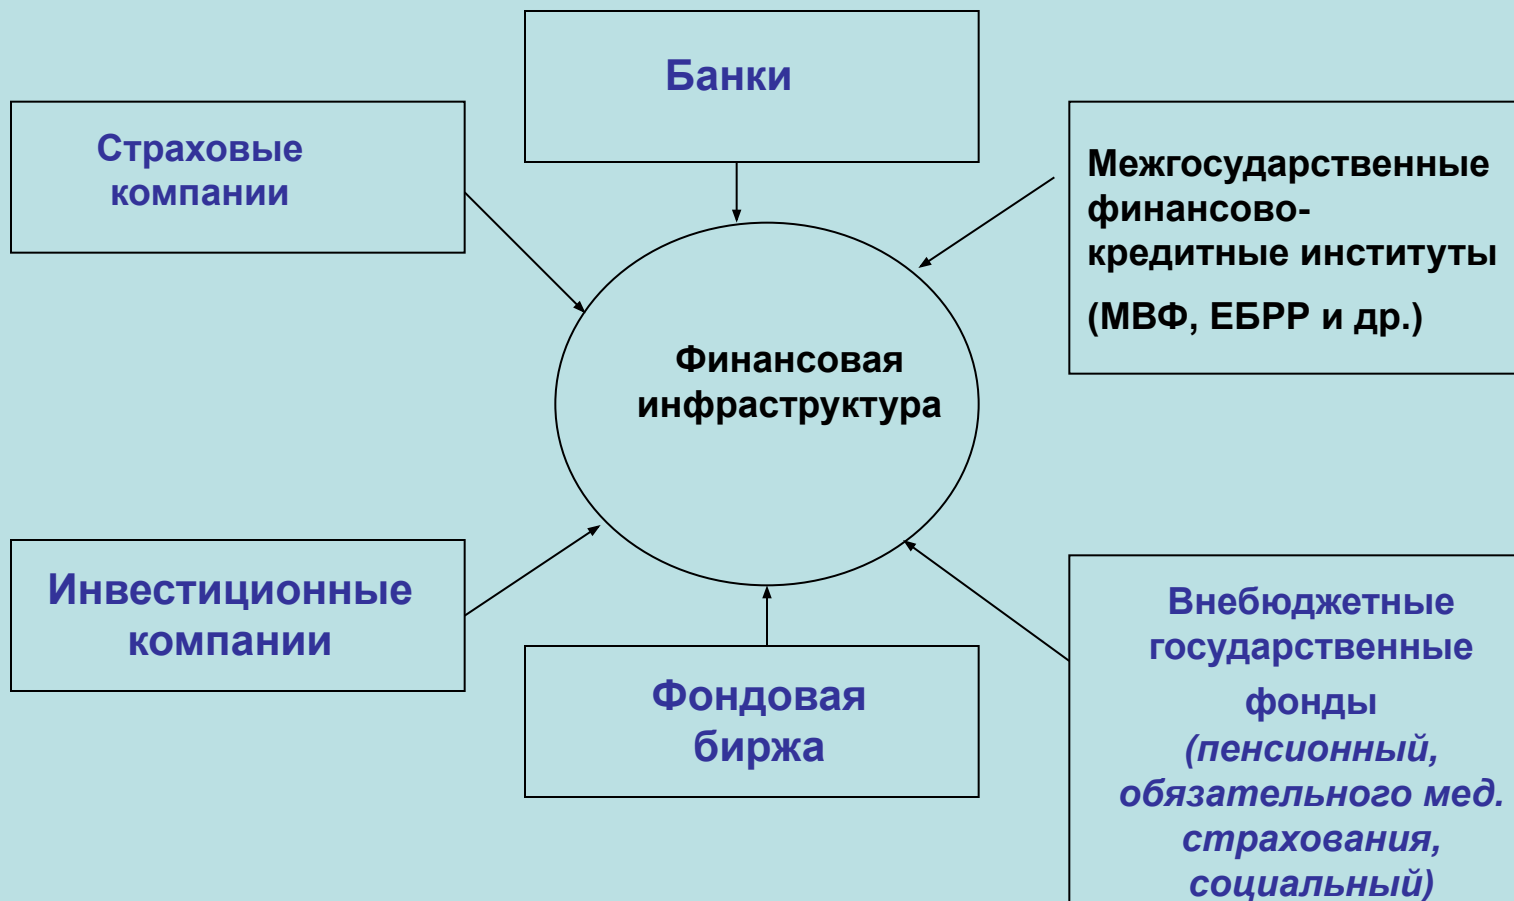 Банки
Страховые
компании
Межгосударственные
финансово-
кредитные институты
(МВФ, ЕБРР и др.)
Финансовая
инфраструктура
Инвестиционные
компании
Фондовая
биржа
Внебюджетные
государственные
фонды
(пенсионный,
обязательного мед.
страхования,
социальный)